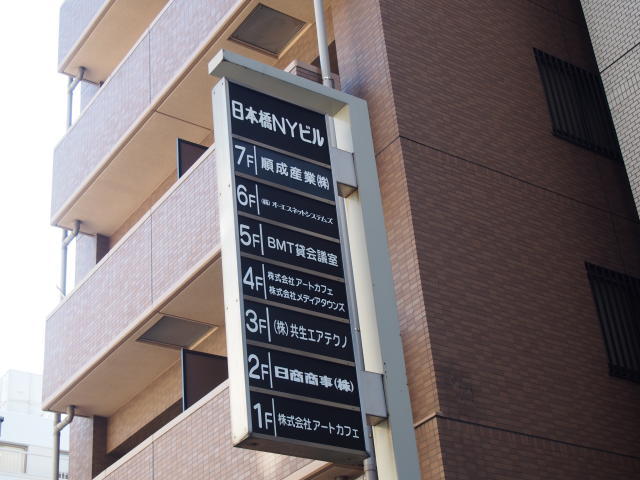 日本橋NYビル
7F 順成産業㈱
6F ㈱オーエスネットシステムズ
5F BMT貸会議室
4F 株式会社アートカフェ
株式会社メディアタウンズ
3F (株)共生エアテクノ
2F 日商商事(株)
1F 株式会社アートカフェ